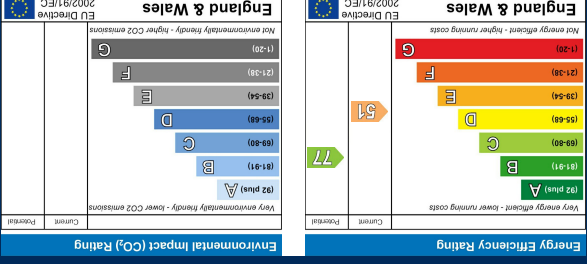 Energy Efficiency Rating
Current
Potential
Very energy efficient - lower running costs
(92 plus) A
(81-91) B
(69-80) C
(55-68) D
(39-54) E
(21-38) F
(1-20) G
51
77
Not energy efficient - higher running costs
England & Wales
EU Directive
2002/91/EC
Environmental Impact (CO₂) Rating
Current
Potential
Very environmentally friendly - lower CO2 emissions
(92 plus) A
(81-91) B
(69-80) C
(55-68) D
(39-54) E
(21-38) F
(1-20) G
Not environmentally friendly - higher CO2 emissions
England & Wales
EU Directive
2002/91/EC